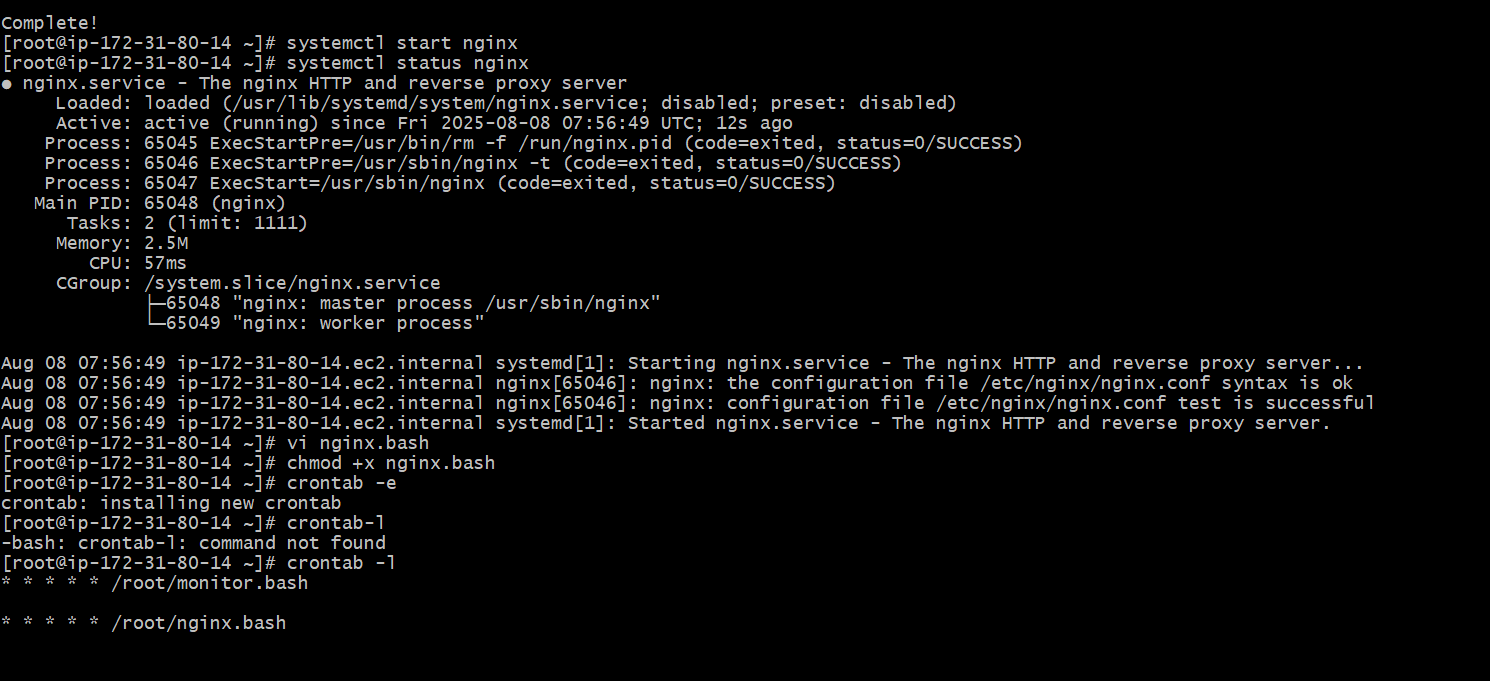 Complete!
[root@ip-172-31-80-14 ~]# systemctl start nginx
[root@ip-172-31-80-14 ~]# systemctl status nginx
● nginx.service - The nginx HTTP and reverse proxy server
     Loaded: loaded (/usr/lib/systemd/system/nginx.service; disabled; preset: disabled)
     Active: active (running) since Fri 2025-08-08 07:56:49 UTC; 12s ago
    Process: 65045 ExecStartPre=/usr/bin/rm -f /run/nginx.pid (code=exited, status=0/SUCCESS)
    Process: 65046 ExecStartPre=/usr/sbin/nginx -t (code=exited, status=0/SUCCESS)
    Process: 65047 ExecStart=/usr/sbin/nginx (code=exited, status=0/SUCCESS)
   Main PID: 65048 (nginx)
      Tasks: 2 (limit: 1111)
     Memory: 2.5M
        CPU: 57ms
     CGroup: /system.slice/nginx.service
             ├─65048 "nginx: master process /usr/sbin/nginx"
             └─65049 "nginx: worker process"
Aug 08 07:56:49 ip-172-31-80-14.ec2.internal systemd[1]: Starting nginx.service - The nginx HTTP and reverse proxy server...
Aug 08 07:56:49 ip-172-31-80-14.ec2.internal nginx[65046]: nginx: the configuration file /etc/nginx/nginx.conf syntax is ok
Aug 08 07:56:49 ip-172-31-80-14.ec2.internal nginx[65046]: nginx: configuration file /etc/nginx/nginx.conf test is successful
Aug 08 07:56:49 ip-172-31-80-14.ec2.internal systemd[1]: Started nginx.service - The nginx HTTP and reverse proxy server.
[root@ip-172-31-80-14 ~]# vi nginx.bash
[root@ip-172-31-80-14 ~]# chmod +x nginx.bash
[root@ip-172-31-80-14 ~]# crontab -e
crontab: installing new crontab
[root@ip-172-31-80-14 ~]# crontab-l
-bash: crontab-l: command not found
[root@ip-172-31-80-14 ~]# crontab -l
* * * * * /root/monitor.bash
* * * * * /root/nginx.bash